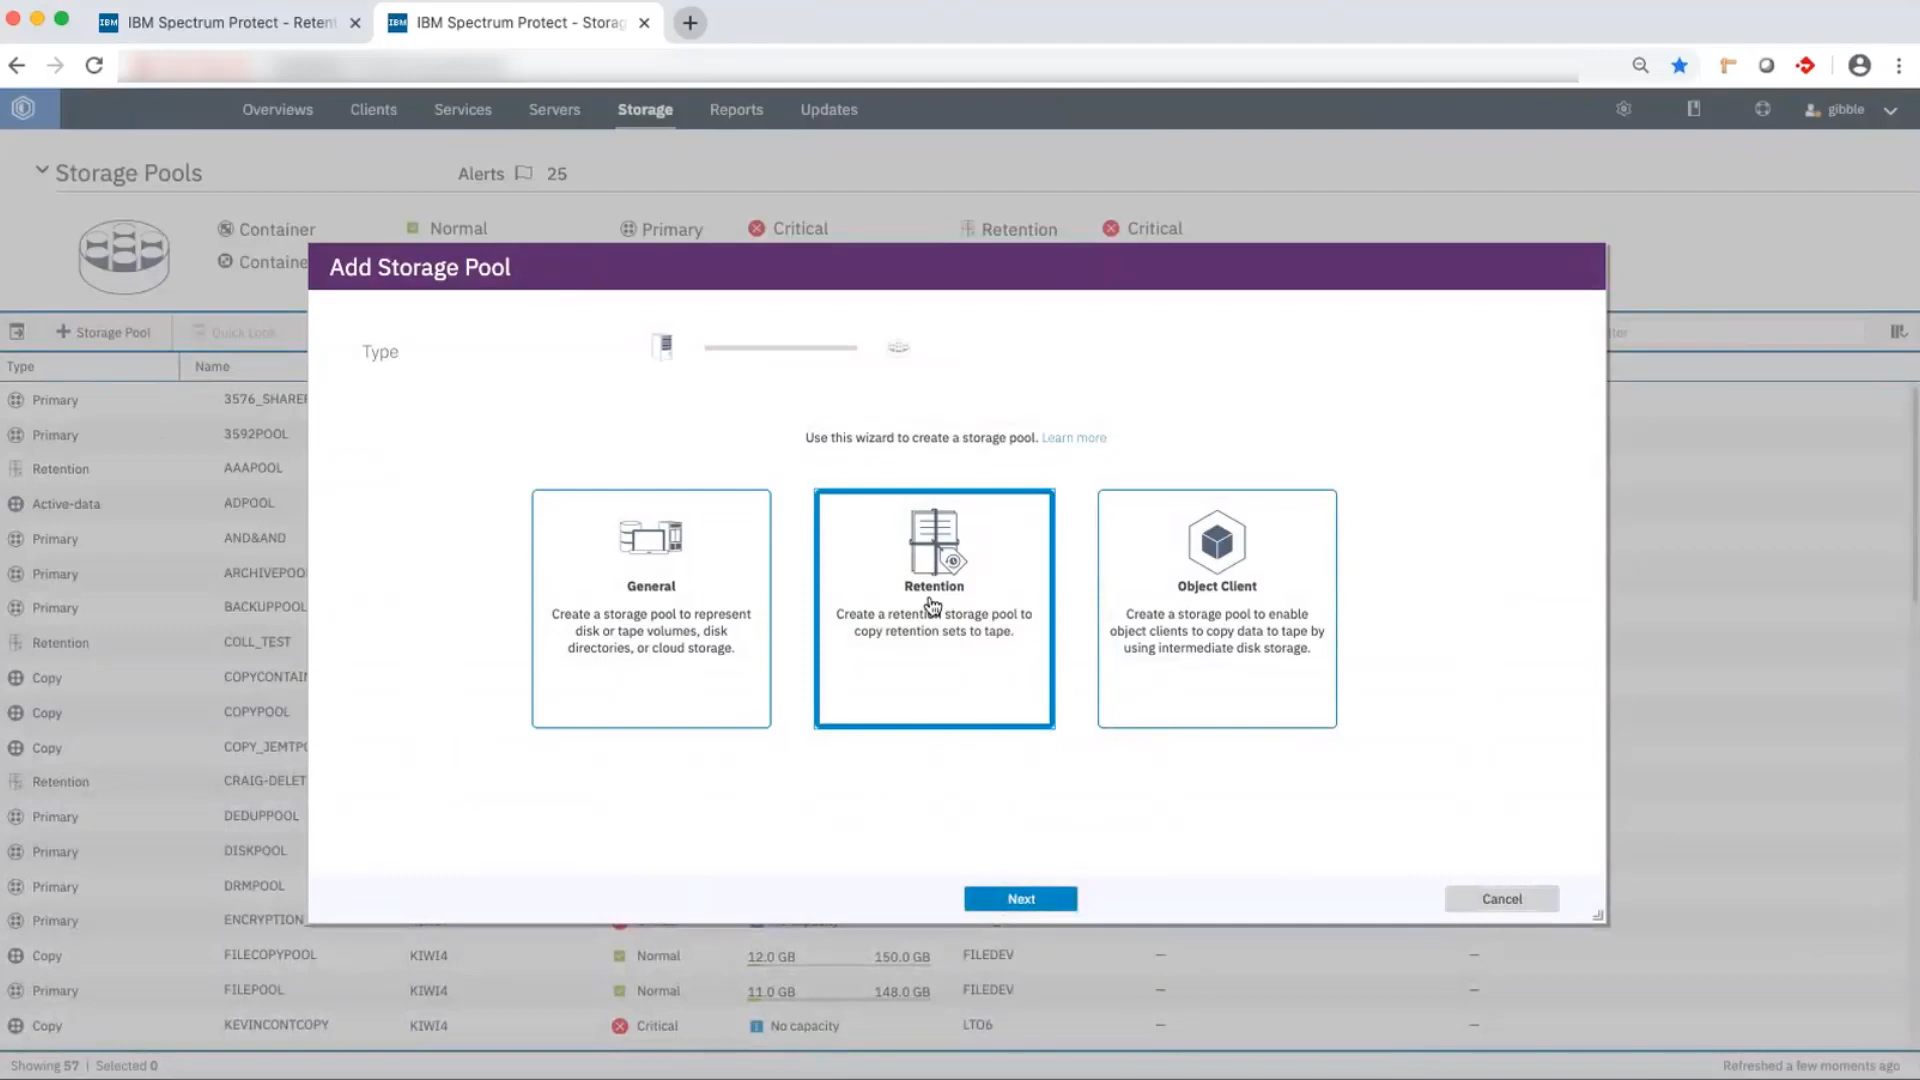 IBM IBM Spectrum Protect - Retent
IBM IBM Spectrum Protect - Storag
Overviews Clients Services Servers Storage Reports Updates gibble
Storage Pools Alerts 25
Container Normal Primary Critical Retention Critical
Containe
Add Storage Pool
Storage Pool Quick Look
Type Name
Type
Use this wizard to create a storage pool. Learn more
General
Create a storage pool to represent
disk or tape volumes, disk
directories, or cloud storage.
Retention
Create a retention storage pool to
copy retention sets to tape.
Object Client
Create a storage pool to enable
object clients to copy data to tape by
using intermediate disk storage.
Next Cancel
Primary 3576_SHARE
Primary 3592POOL
Retention AAAPOOL
Active-data ADPOOL
Primary AND&AND
Primary ARCHIVEPOO
Primary BACKUPPOOL
Retention COLL_TEST
Copy COPYCONTAI
Copy COPYPOOL
Copy COPY_JEMTP
Retention CRAIG-DELET
Primary DEDUPPOOL
Primary DISKPOOL
Primary DRMPOOL
Primary ENCRYPTION_
Copy FILECOPYPOOL KIWI4 Normal 12.0 GB 150.0 GB FILEDEV — —
Primary FILEPOOL KIWI4 Normal 11.0 GB 148.0 GB FILEDEV — —
Copy KEVINCONTCOPY KIWI4 Critical No capacity LTO6 — —
Showing 57 | Selected 0 Refreshed a few moments ago